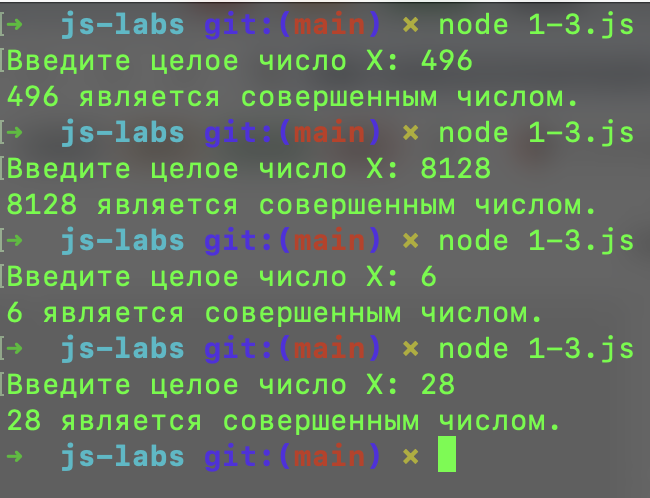 ➜ js-labs git:(main) × node 1-3.js
Введите целое число X: 496
496 является совершенным числом.
➜ js-labs git:(main) × node 1-3.js
Введите целое число X: 8128
8128 является совершенным числом.
➜ js-labs git:(main) × node 1-3.js
Введите целое число X: 6
6 является совершенным числом.
➜ js-labs git:(main) × node 1-3.js
Введите целое число X: 28
28 является совершенным числом.
➜ js-labs git:(main) ×